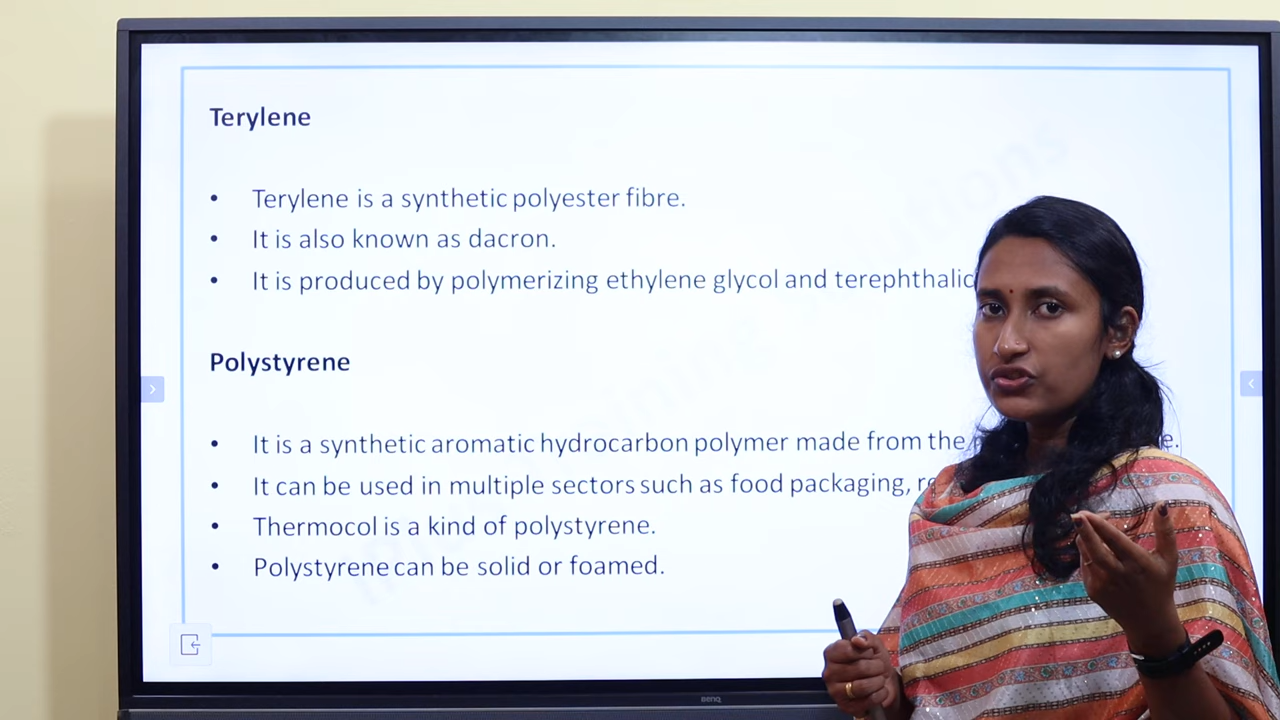 Terylene
• Terylene is a synthetic polyester fibre.
• It is also known as dacron.
• It is produced by polymerizing ethylene glycol and terephthalic
Polystyrene
• It is a synthetic aromatic hydrocarbon polymer made from the
• It can be used in multiple sectors such as food packaging,
• Thermocol is a kind of polystyrene.
• Polystyrene can be solid or foamed.
BenQ